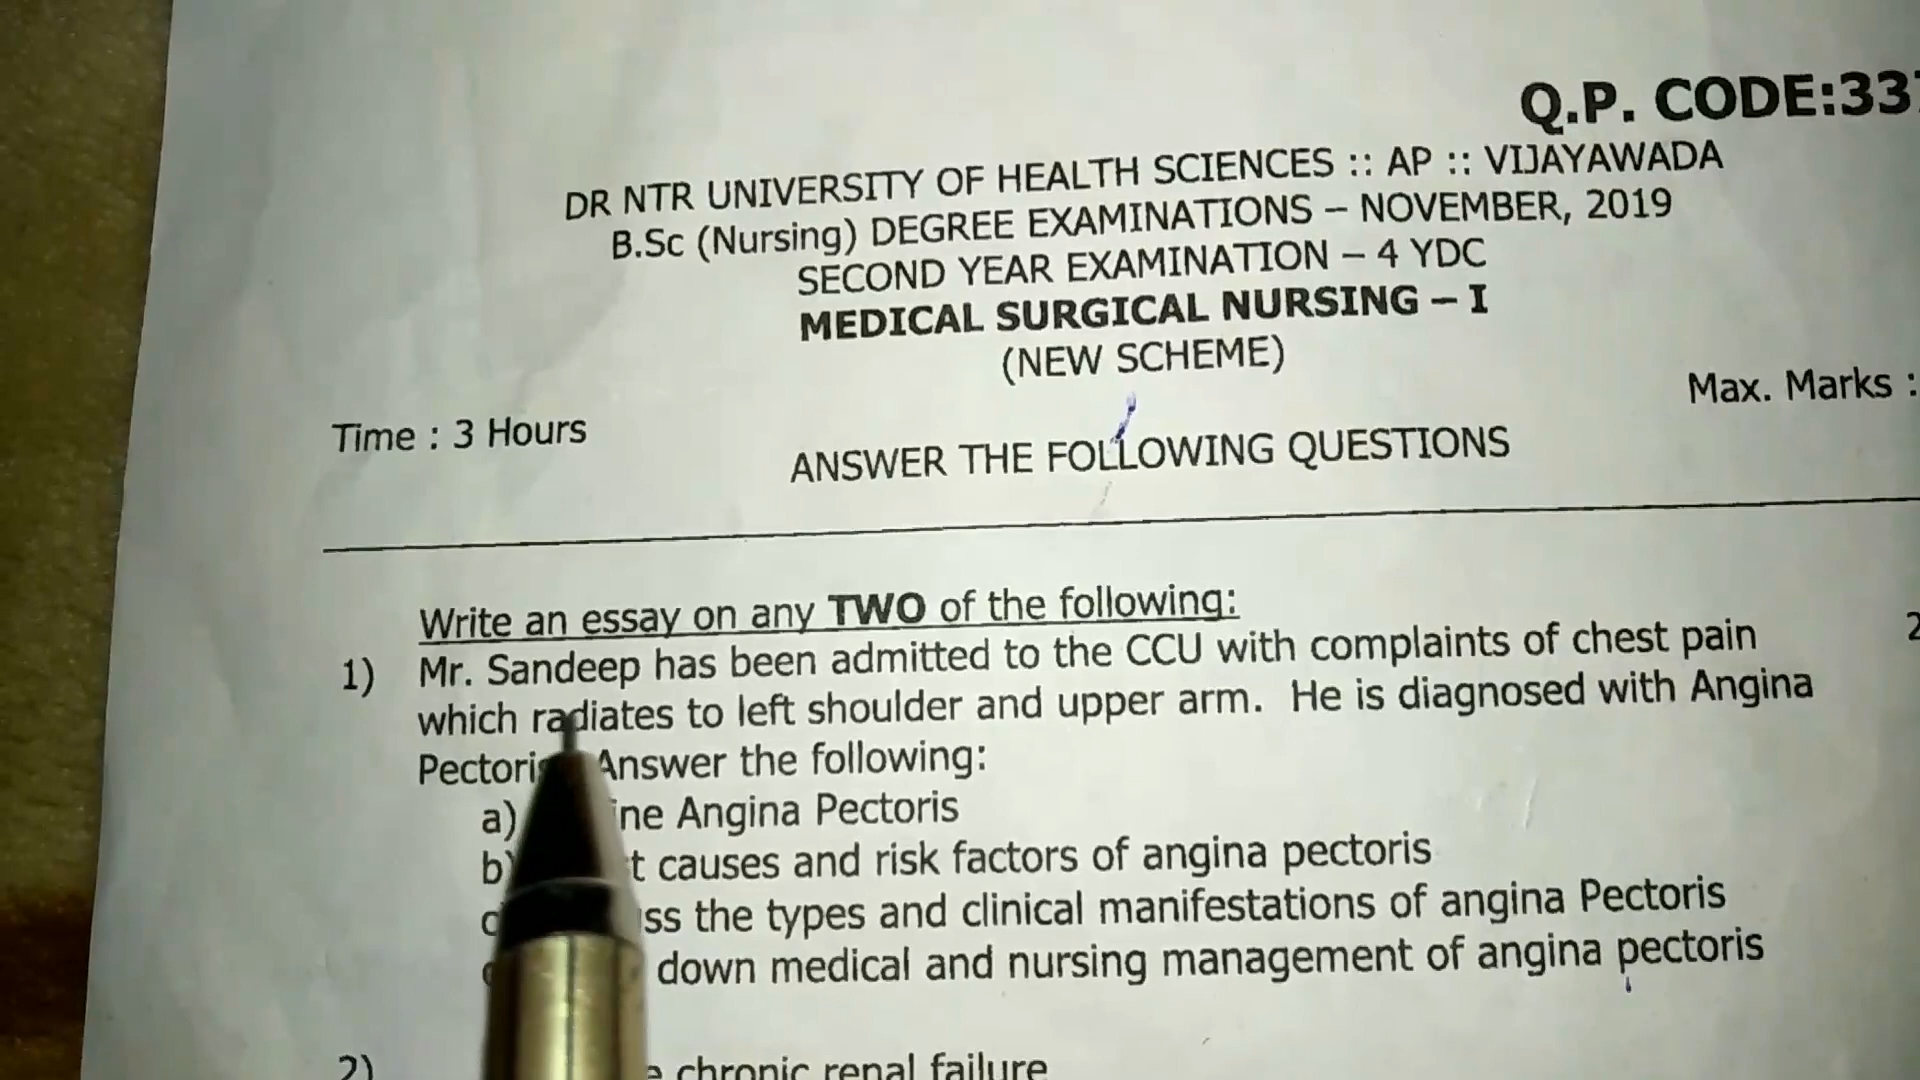 Q.P. CODE:33
DR NTR UNIVERSITY OF HEALTH SCIENCES :: AP :: VIJAYAWADA
B.Sc (Nursing) DEGREE EXAMINATIONS – NOVEMBER, 2019
SECOND YEAR EXAMINATION – 4 YDC
MEDICAL SURGICAL NURSING – I
(NEW SCHEME)
Time : 3 Hours
Max. Marks :
ANSWER THE FOLLOWING QUESTIONS
Write an essay on any TWO of the following:
1) Mr. Sandeep has been admitted to the CCU with complaints of chest pain
which radiates to left shoulder and upper arm. He is diagnosed with Angina
Answer the following:
a) Angina Pectoris
b) causes and risk factors of angina pectoris
the types and clinical manifestations of angina Pectoris
down medical and nursing management of angina pectoris
2) chronic renal failure